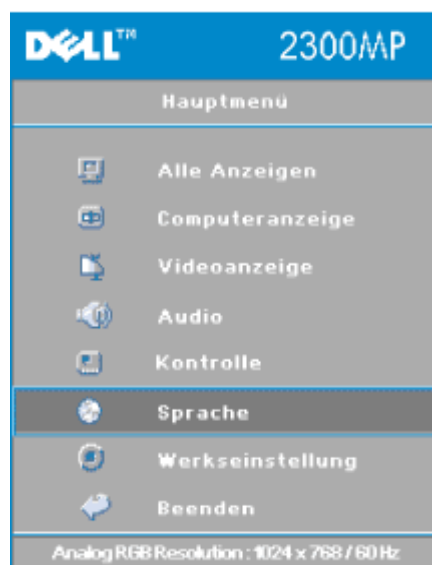 DELL™ 2300MP
Hauptmenü
Alle Anzeigen
Computeranzeige
Videoanzeige
Audio
Kontrolle
Sprache
Werkseinstellung
Beenden
Analog RGB Resolution : 1024 x 768 / 60 Hz